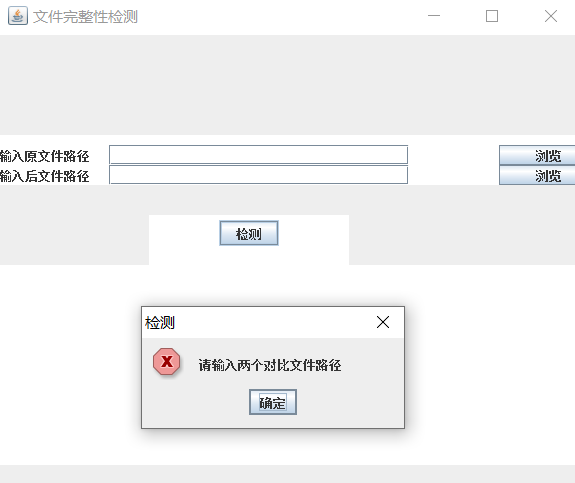 文件完整性检测
输入原文件路径 浏览
输入后文件路径 浏览
检测
检测
请输入两个对比文件路径
确定